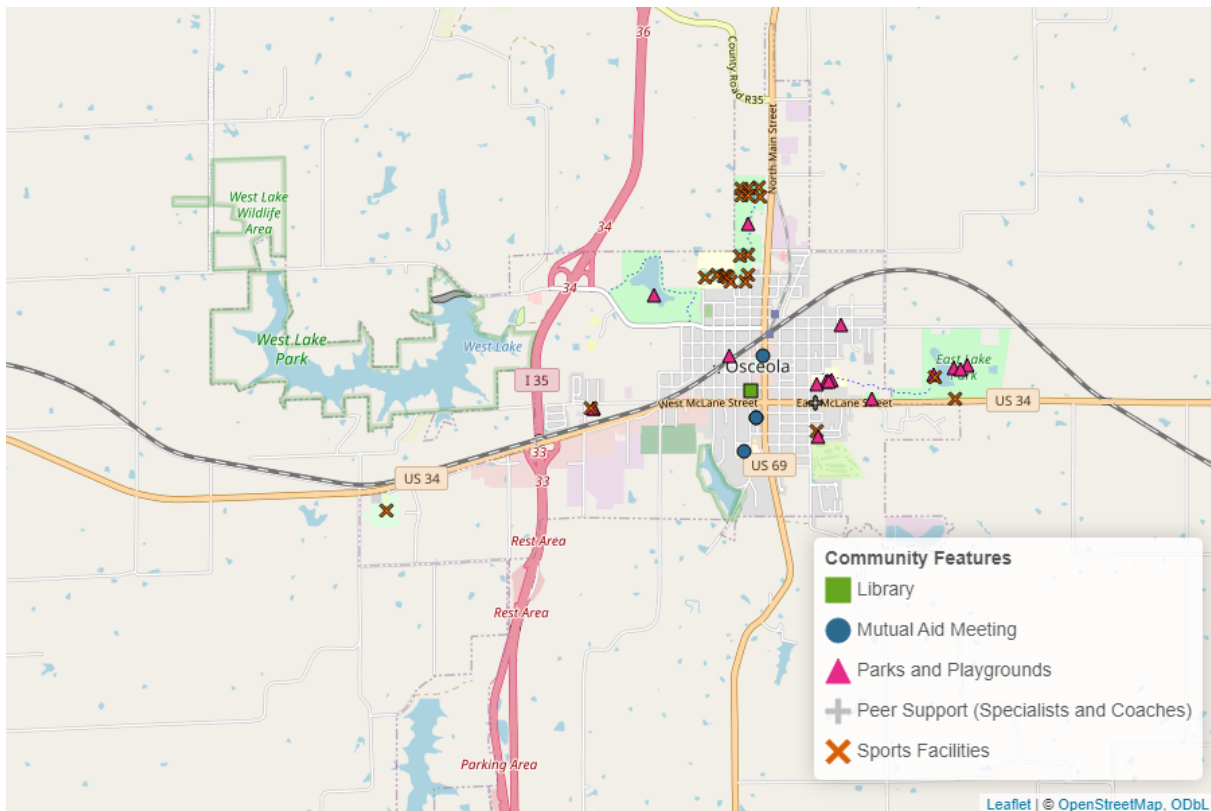 36
County Road R35
North Main Street
West Lake
Wildlife
Area
34
34
West Lake
Park
West Lake
I 35
Osceola
East Lake
Park
West McLane Street
East McLane Street
US 34
33
US 69
US 34
33
Rest Area
Rest Area
Parking Area
Community Features
Library
Mutual Aid Meeting
Parks and Playgrounds
Peer Support (Specialists and Coaches)
Sports Facilities
Leaflet | © OpenStreetMap, ODbL